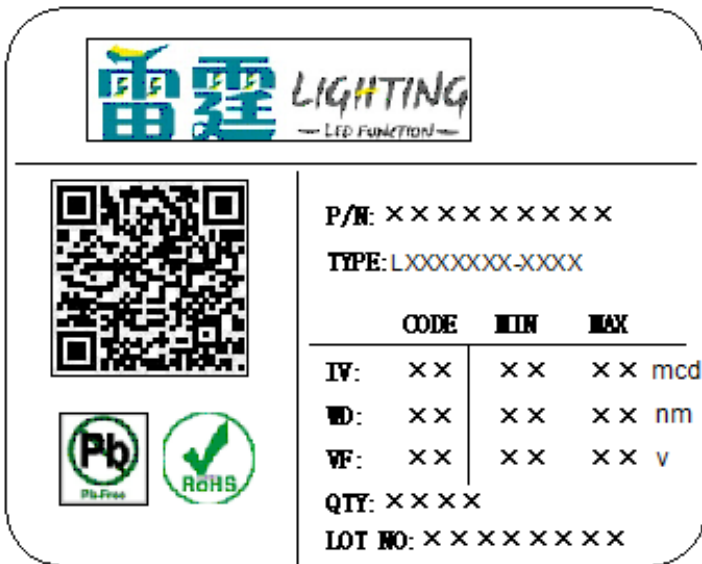 雷霆 LIGHTING
LED FUNCTION
P/N: ×××××××××
TYPE:LXXXXXXX-XXXX
CODE MIN MAX
IV: ×× ×× ×× mcd
WD: ×× ×× ×× nm
VF: ×× ×× ×× v
QTY: ××××
LOT NO: ××××××××
Pb
Pb-Free
RoHS